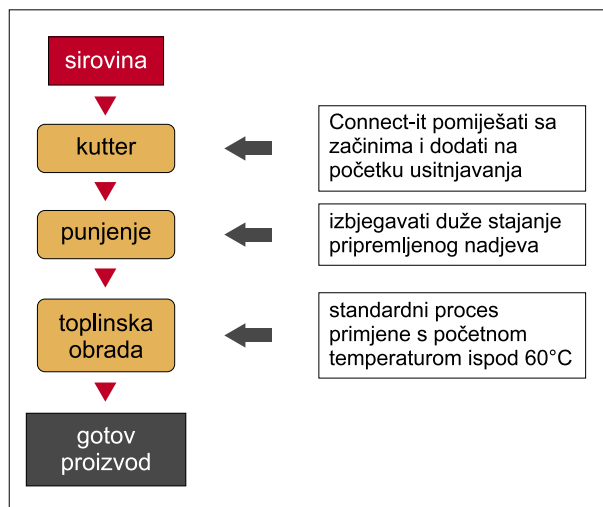 sirovina
kutter
Connect-it pomiješati sa
začinima i dodati na
početku usitnjavanja
punjenje
izbjegavati duže stajanje
pripremljenog nadjeva
toplinska
obrada
standardni proces
primjene s početnom
temperaturom ispod 60°C
gotov
proizvod